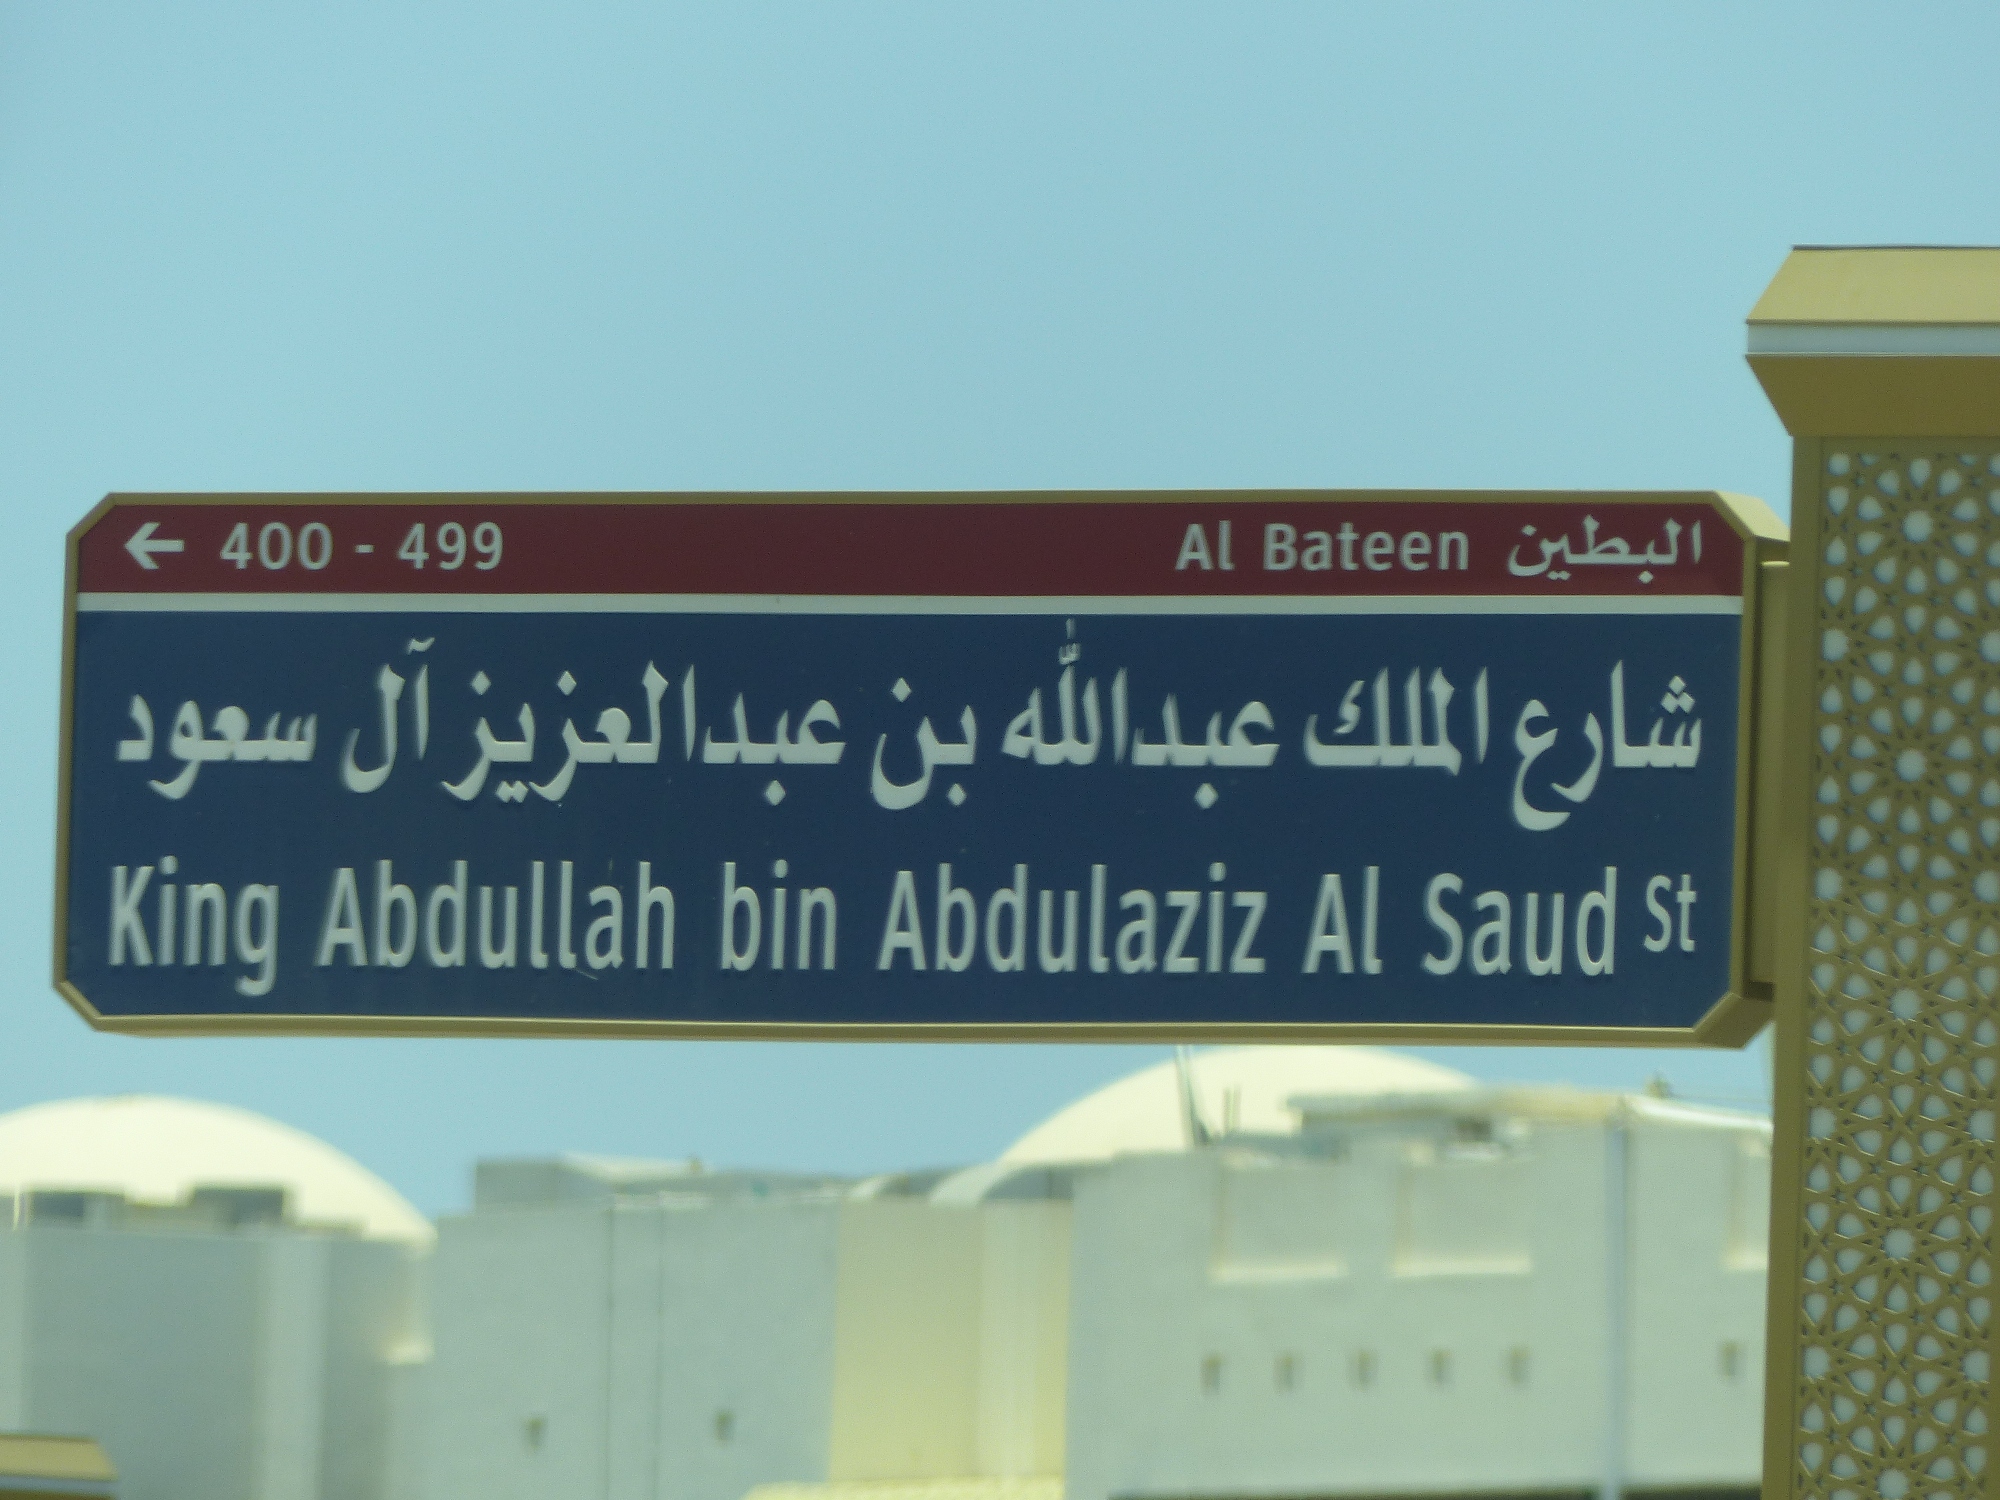 ← 400 - 499 Al Bateen البطين
شارع الملك عبدالله بن عبدالعزيز آل سعود
King Abdullah bin Abdulaziz Al Saud St